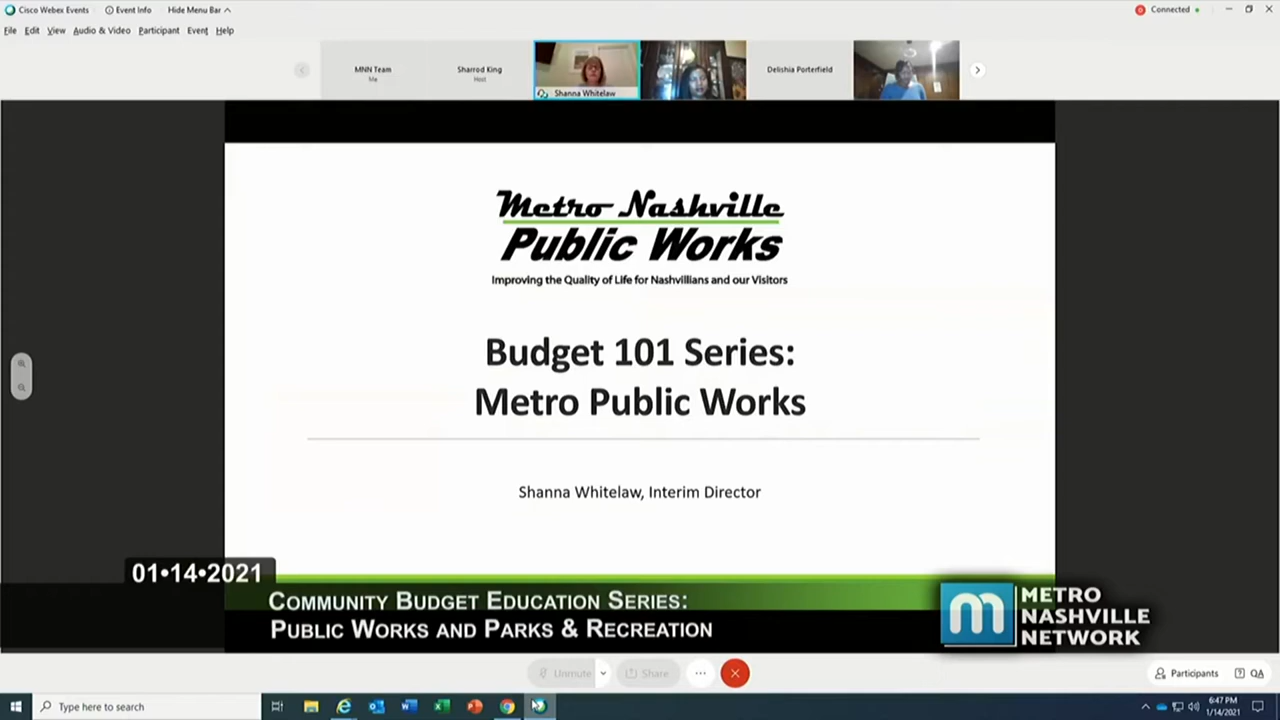 Cisco Webex Events
Event Info
Hide Menu Bar
Connected
File Edit View Audio & Video Participant Event Help
MNN Team
Me
Sharrod King
Host
Shanna Whitelaw
Delishia Porterfield
Metro Nashville
Public Works
Improving the Quality of Life for Nashvillians and our Visitors
Budget 101 Series:
Metro Public Works
Shanna Whitelaw, Interim Director
01•14•2021
COMMUNITY BUDGET EDUCATION SERIES:
PUBLIC WORKS AND PARKS & RECREATION
m
METRO
NASHVILLE
NETWORK
Unmute
Share
Participants
QA
Type here to search
6:47 PM
1/14/2021